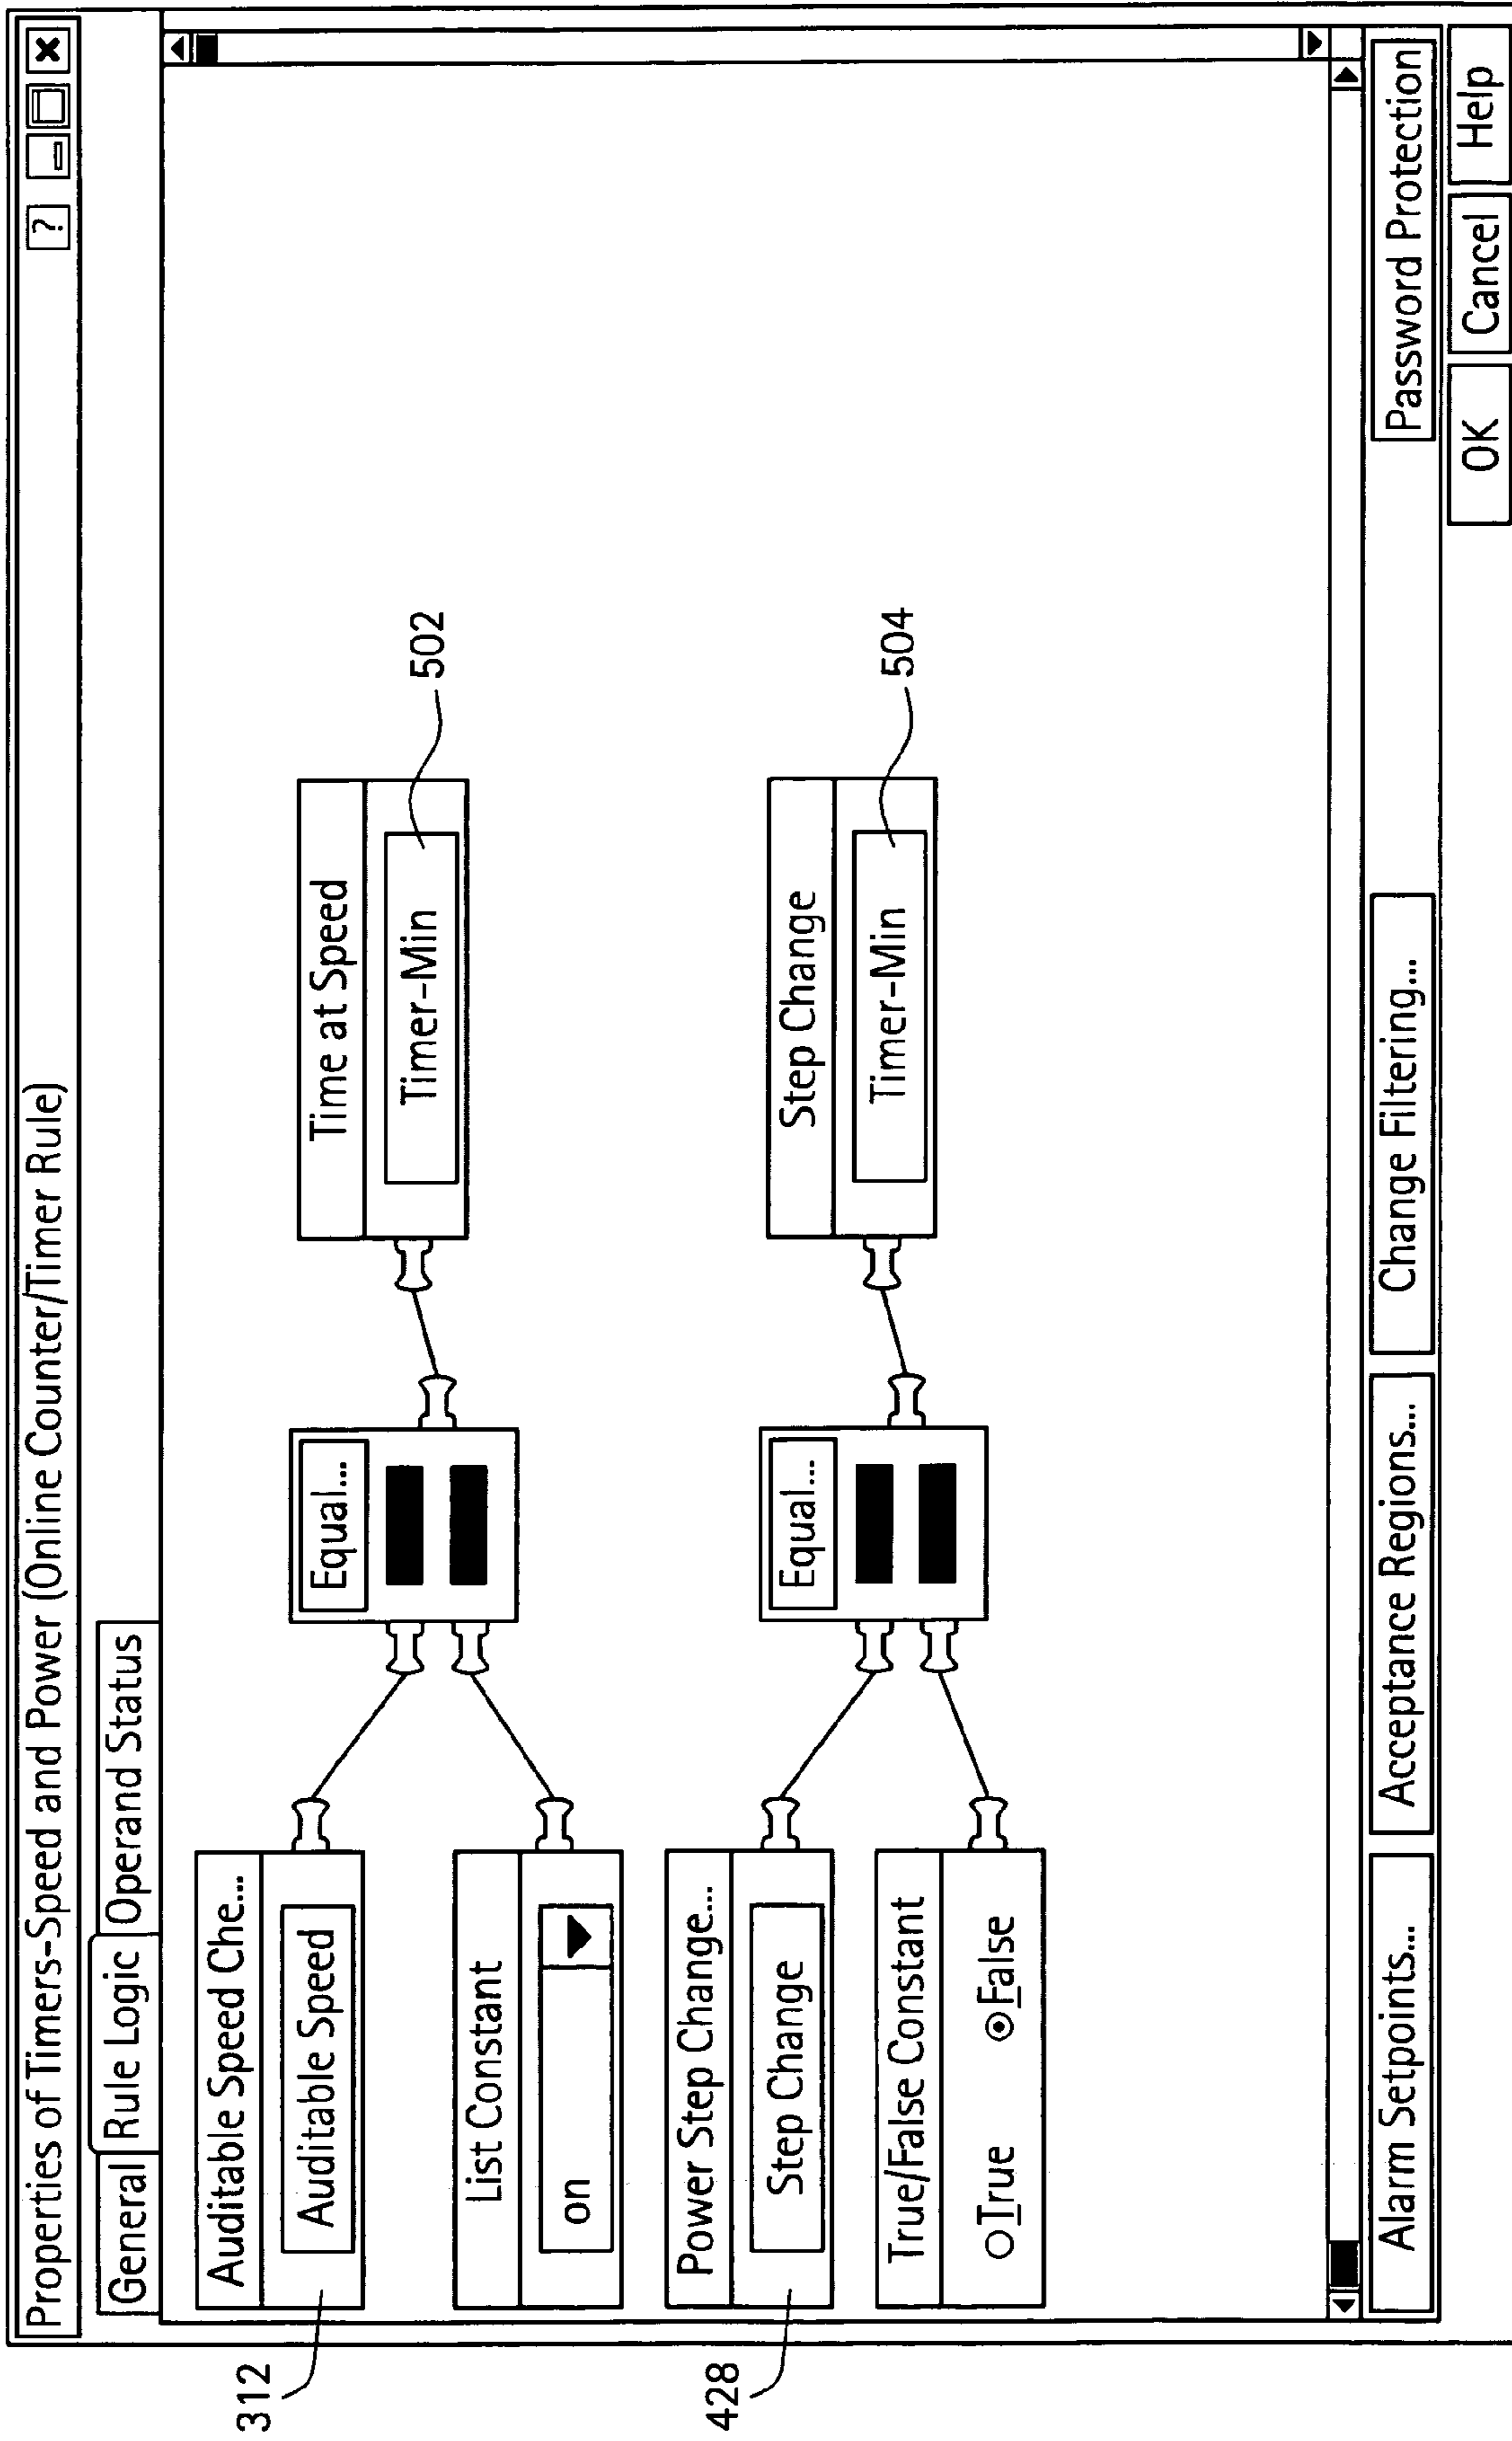 Properties of Timers-Speed and Power (Online Counter/Timer Rule)
?
General
Rule Logic
Operand Status
Auditable Speed Che...
Auditable Speed
312
List Constant
on
Equal...
Time at Speed
Timer-Min
502
Power Step Change...
Step Change
428
True/False Constant
True
False
Equal...
Step Change
Timer-Min
504
Alarm Setpoints...
Acceptance Regions...
Change Filtering...
Password Protection
OK
Cancel
Help